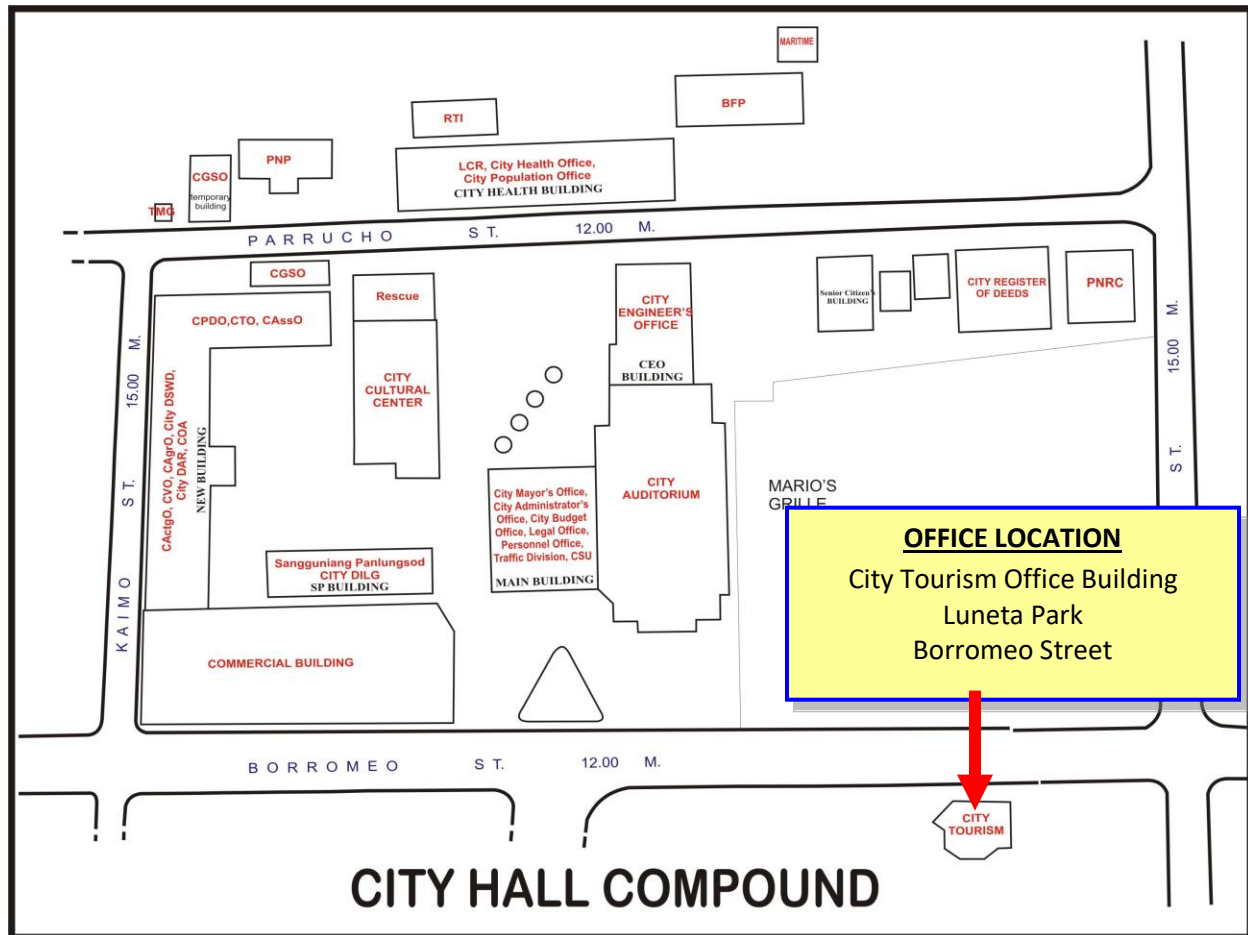 MARITIME
BFP
RTI
PNP
LCR, City Health Office,
City Population Office
CITY HEALTH BUILDING
CGSO
temporary
building
TMG
PARRUCHO ST. 12.00 M.
CGSO
Rescue
CITY
ENGINEER'S
OFFICE
CEO
BUILDING
Senior Citizen's
BUILDING
CITY REGISTER
OF DEEDS
PNRC
CPDO,CTO, CAssO
CITY
CULTURAL
CENTER
KAIMO ST. 15.00 M.
CActgO, CVO, CAgrO, City DSWD,
City DAR, COA
NEW BUILDING
ST. 15.00 M.
CITY
AUDITORIUM
MARIO'S
GRILLE
City Mayor's Office,
City Administrator's
Office, City Budget
Office, Legal Office,
Personnel Office,
Traffic Division, CSU
MAIN BUILDING
Sangguniang Panlungsod
CITY DILG
SP BUILDING
OFFICE LOCATION
City Tourism Office Building
Luneta Park
Borromeo Street
COMMERCIAL BUILDING
BORROMEO ST. 12.00 M.
CITY
TOURISM
CITY HALL COMPOUND